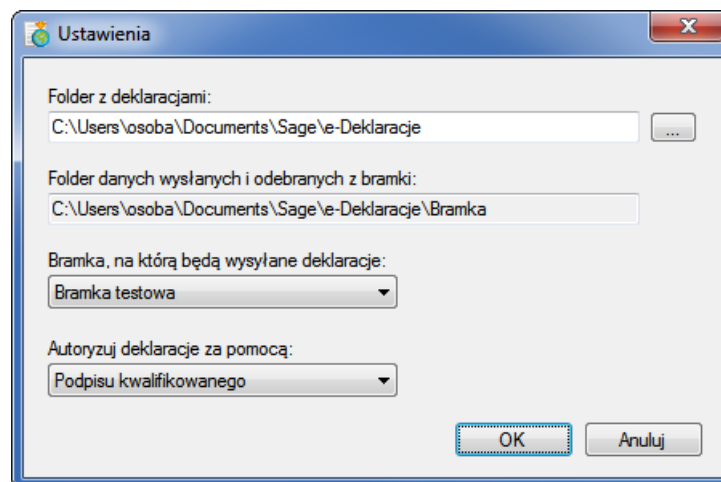 Ustawienia
Folder z deklaracjami:
C:\Users\osoba\Documents\Sage\e-Deklaracje
...
Folder danych wysłanych i odebranych z bramki:
C:\Users\osoba\Documents\Sage\e-Deklaracje\Bramka
Bramka, na którą będą wysyłane deklaracje:
Bramka testowa
Autoryzuj deklaracje za pomocą:
Podpisu kwalifikowanego
OK Anuluj